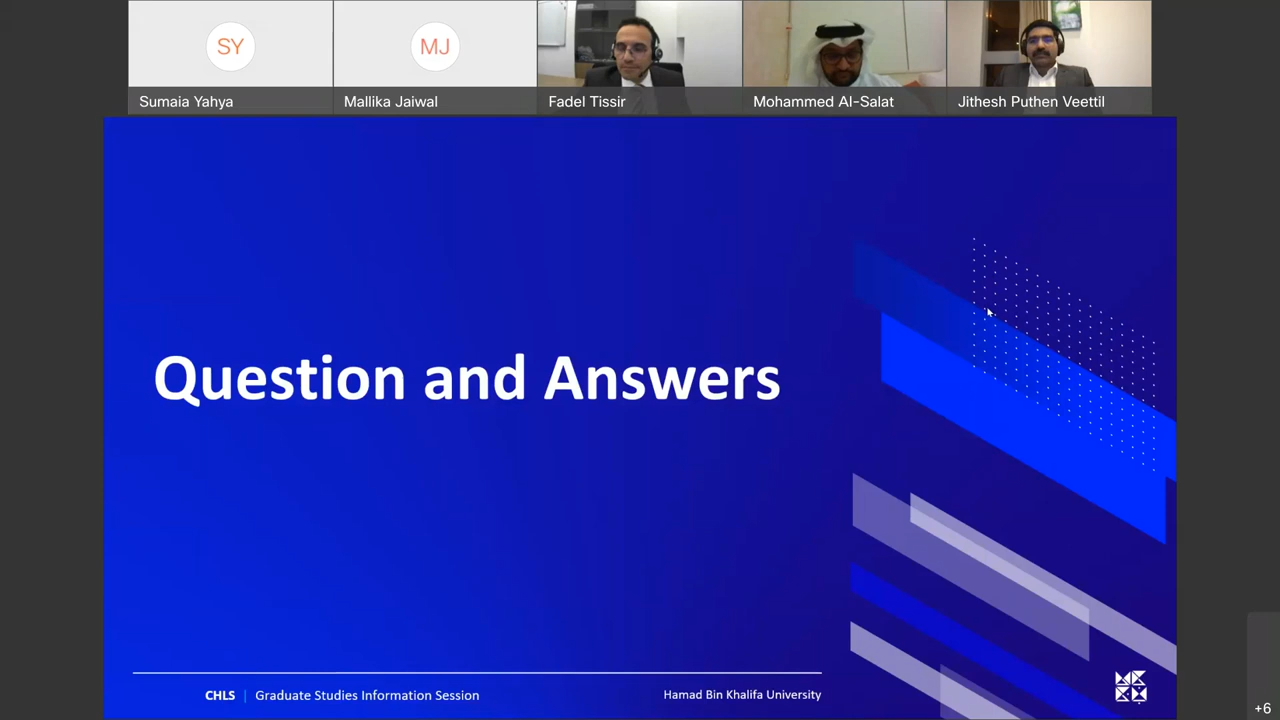 SY
MJ
Sumaia Yahya
Mallika Jaiwal
Fadel Tissir
Mohammed Al-Salat
Jithesh Puthen Veettil
Question and Answers
CHLS | Graduate Studies Information Session
Hamad Bin Khalifa University
+6